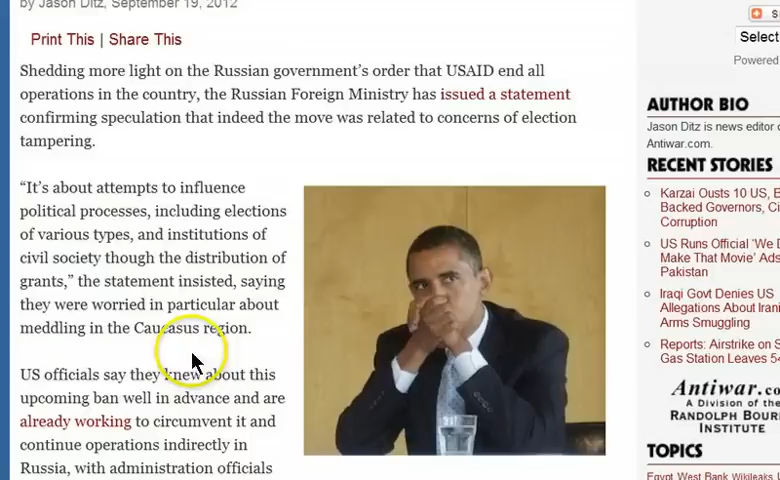 by Jason Ditz, September 19, 2012
Print This | Share This
Shedding more light on the Russian government’s order that USAID end all
operations in the country, the Russian Foreign Ministry has issued a statement
confirming speculation that indeed the move was related to concerns of election
tampering.
“It’s about attempts to influence
political processes, including elections
of various types, and institutions of
civil society though the distribution of
grants,” the statement insisted, saying
they were worried in particular about
meddling in the Caucasus region.
US officials say they knew about this
upcoming ban well in advance and are
already working to circumvent it and
continue operations indirectly in
Russia, with administration officials
Select
Powered
AUTHOR BIO
Jason Ditz is news editor
Antiwar.com.
RECENT STORIES
Karzai Ousts 10 US,
Backed Governors,
Corruption
US Runs Official ‘We
Make That Movie’ Ads
Pakistan
Iraqi Govt Denies US
Allegations About
Arms Smuggling
Reports: Airstrike on
Gas Station Leaves
Antiwar.co
A Division of the
RANDOLPH BOUR
INSTITUTE
TOPICS
Egypt West Bank Wikileaks